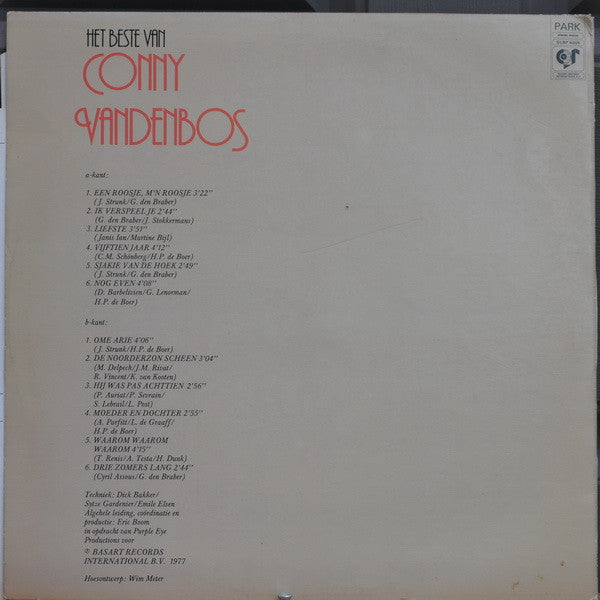 HET BESTE VAN
CONNY
VANDENBOS
PARK
a-kant:
1. EEN ROOSJE, M'N ROOSJE 3'22"
(J. Strunk/G. den Braber)
2. IK VERSPEEL JE 2'44"
(G. den Braber/J. Stokkermans)
3. LIEFSTE 3'51"
(Janis Ian/Martine Bijl)
4. VIJFTIEN JAAR 4'12"
(C.M. Schönberg/H.P. de Boer)
5. SJAKIE VAN DE HOEK 2'49"
(J. Strunk/G. den Braber)
6. NOG EVEN 4'08"
(D. Barbelivien/G. Lenorman/
H.P. de Boer)
b-kant:
1. OME ARIE 4'06"
(J. Strunk/H.P. de Boer)
2. DE NOORDERZON SCHEEN 3'04"
(M. Delpech/J.M. Rivat/
R. Vincent/K. van Kooten)
3. HIJ WAS PAS ACHTTIEN 2'56"
(P. Auriat/P. Sevrain/
S. Lebrail/L. Post)
4. MOEDER EN DOCHTER 2'55"
(A. Parfitt/L. de Graaff/
H.P. de Boer)
5. WAAROM WAAROM
WAAROM 4'15"
(T. Renis/A. Testa/H. Dunk)
6. DRIE ZOMERS LANG 2'44"
(Cyril Assous/G. den Braber)
Techniek: Dick Bakker/
Sytze Gardenier/Emile Elsen
Algehele leiding, coördinatie en
produktie: Eric Boom
in opdracht van Purple Eye
Productions voor
℗ BASART RECORDS
INTERNATIONAL B.V. 1977
Hoesontwerp: Wim Meter